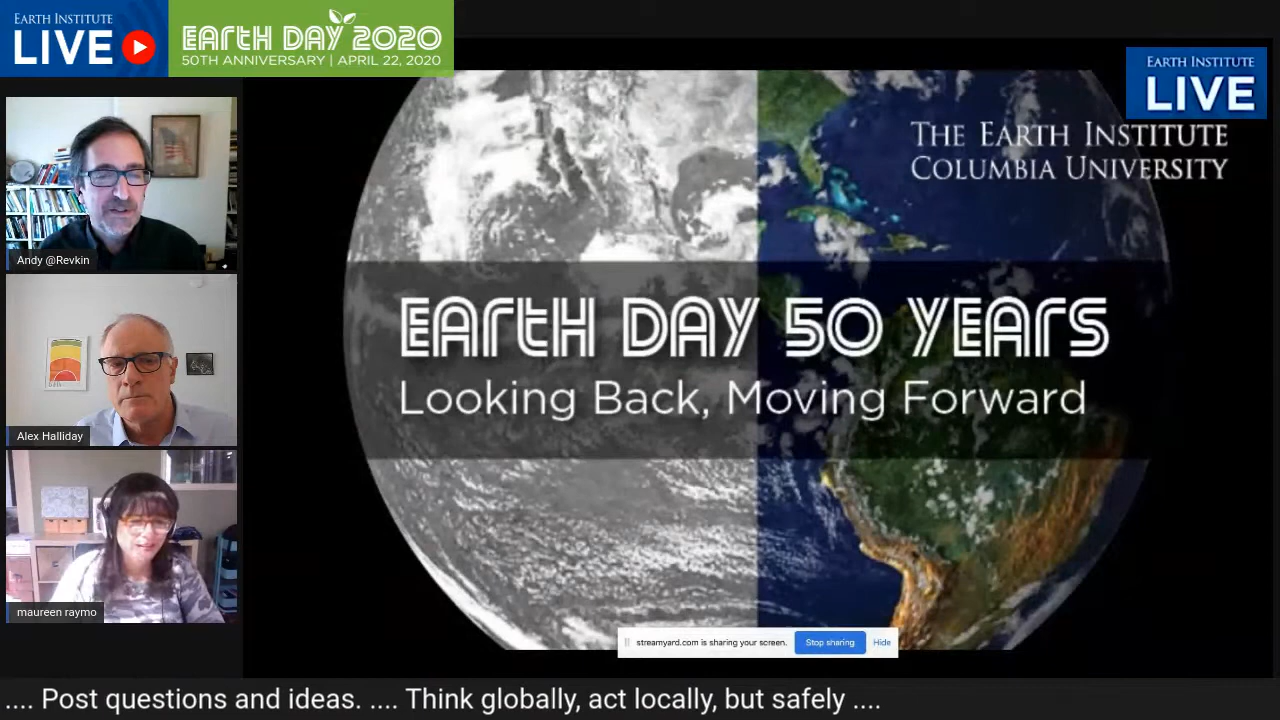 EARTH INSTITUTE
LIVE
EARTH DAY 2020
50TH ANNIVERSARY | APRIL 22, 2020
EARTH INSTITUTE
LIVE
THE EARTH INSTITUTE
COLUMBIA UNIVERSITY
Andy @Revkin
EARTH DAY 50 YEARS
Looking Back, Moving Forward
Alex Halliday
maureen raymo
streamyard.com is sharing your screen.
Stop sharing
Hide
.... Post questions and ideas. .... Think globally, act locally, but safely ....